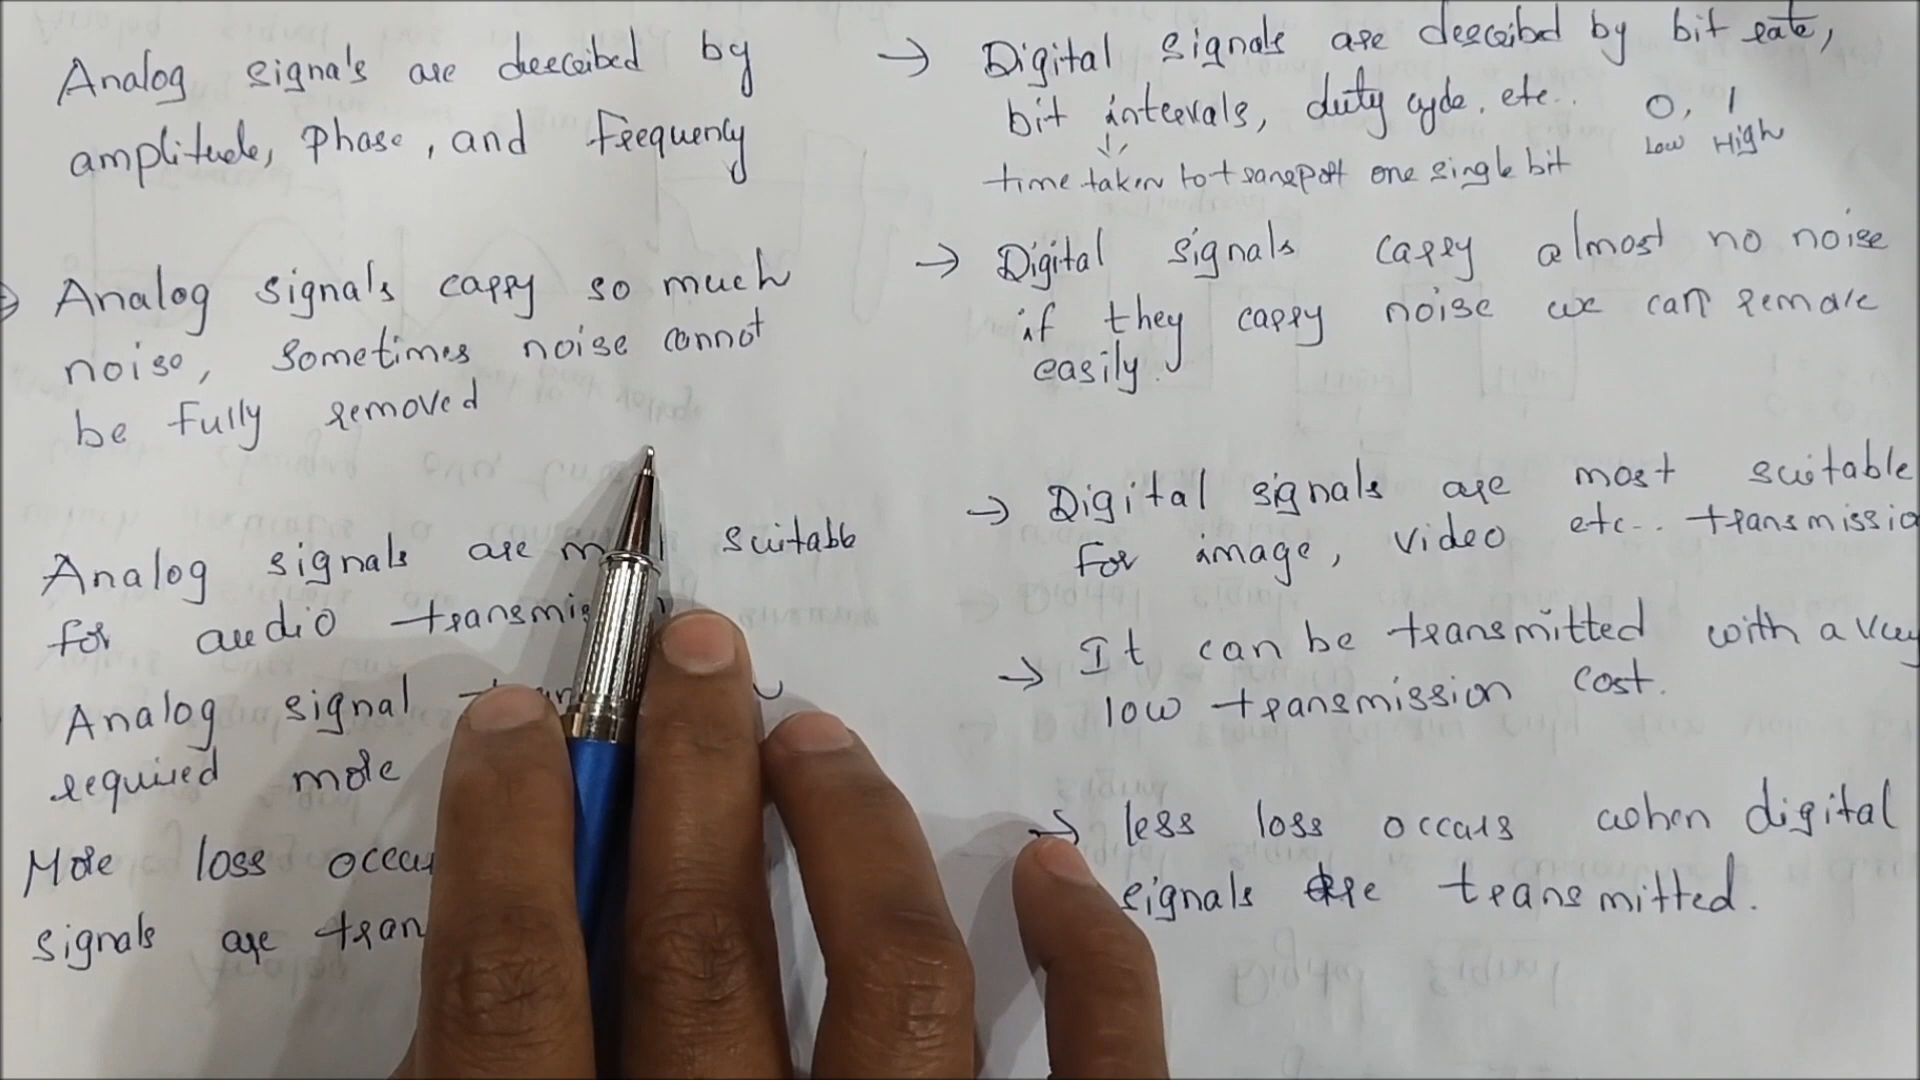 Analog signals are described by
amplitude, Phase, and Frequency
Analog signals carry so much
noise, Sometimes noise cannot
be fully removed
Analog signals are suitable
for audio
Analog signal
required more
More loss
signals are
→ Digital signals are described by bit rate,
bit intervals, duty cycle, etc.. 0, 1
Low High
time taken to transport one single bit
→ Digital signals carry almost no noise
if they carry noise we can remove
easily.
→ Digital signals are most suitable
for image, video etc.. transmissio
→ It can be transmitted with a very
low transmission cost.
→ less loss occurs when digital
signals are transmitted.